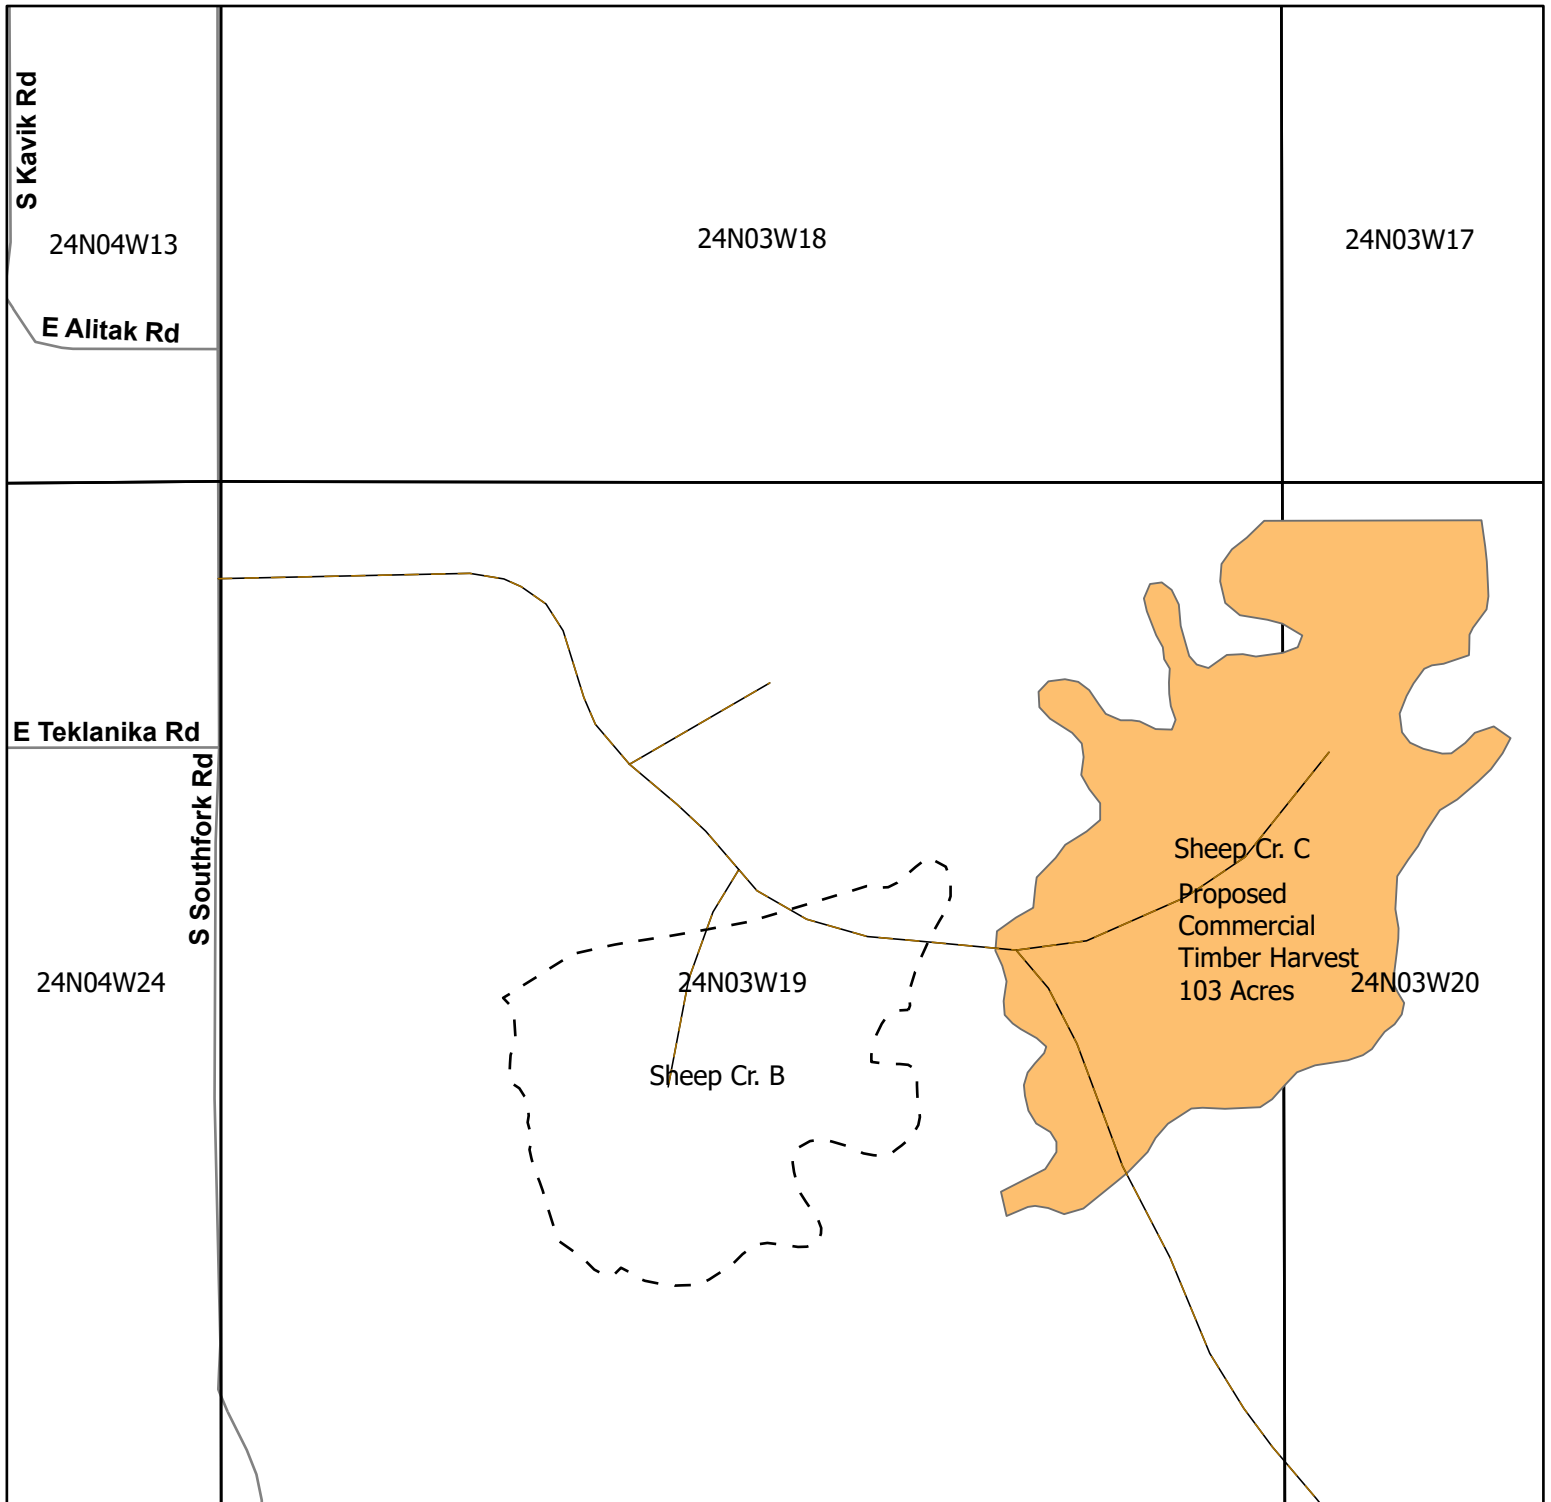 S Kavik Rd
24N04W13
24N03W18
24N03W17
E Alitak Rd
E Teklanika Rd
S Southfork Rd
Sheep Cr. C
Proposed
Commercial
Timber Harvest
103 Acres
24N04W24
24N03W19
24N03W20
Sheep Cr. B